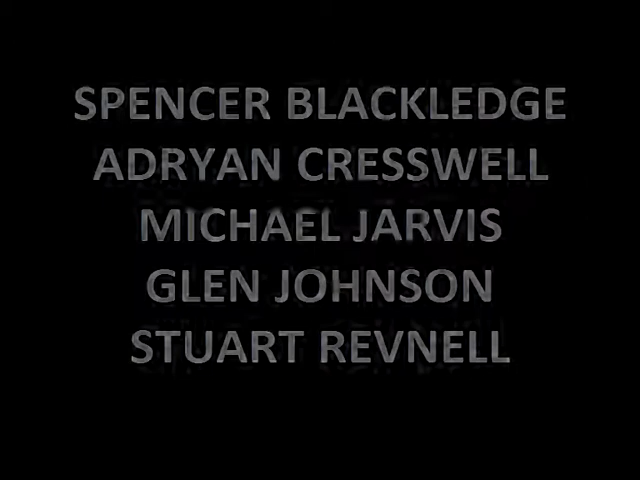 SPENCER BLACKLEDGE
ADRYAN CRESSWELL
MICHAEL JARVIS
GLEN JOHNSON
STUART REVNELL